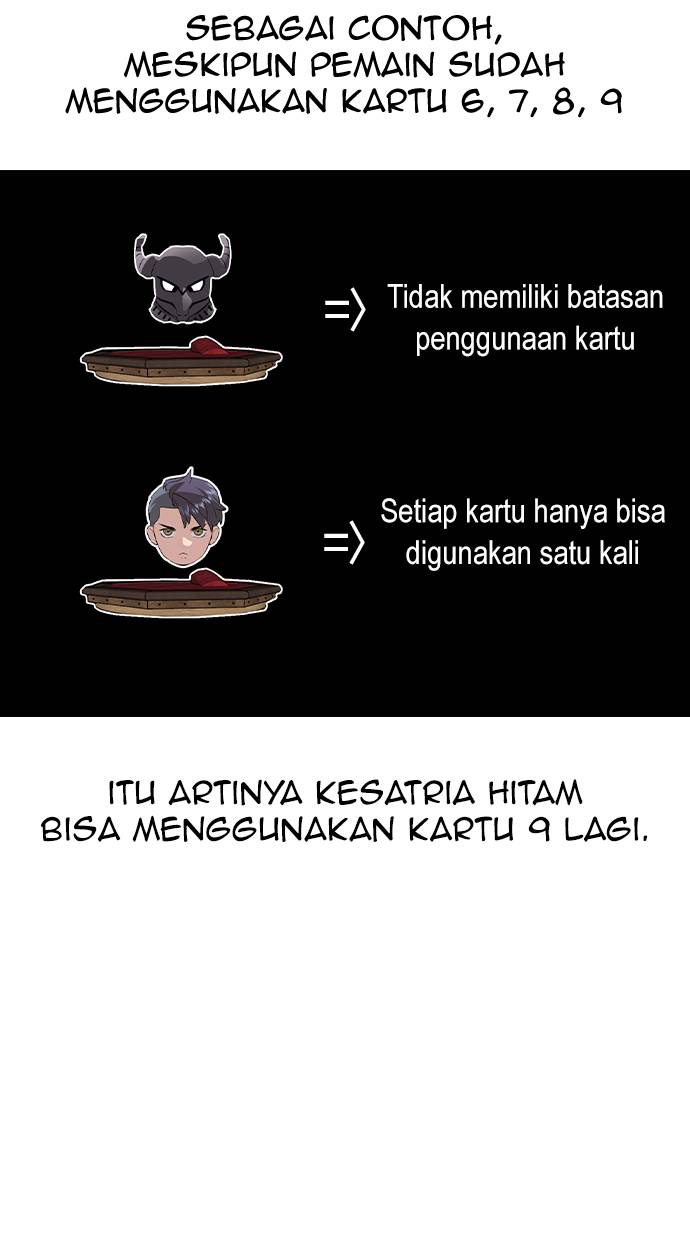 SEBAGAI CONTOH,
MESKIPUN PEMAIN SUDAH
MENGGUNAKAN KARTU 6, 7, 8, 9
=> Tidak memiliki batasan
penggunaan kartu
=> Setiap kartu hanya bisa
digunakan satu kali
ITU ARTINYA KESATRIA HITAM
BISA MENGGUNAKAN KARTU 9 LAGI.